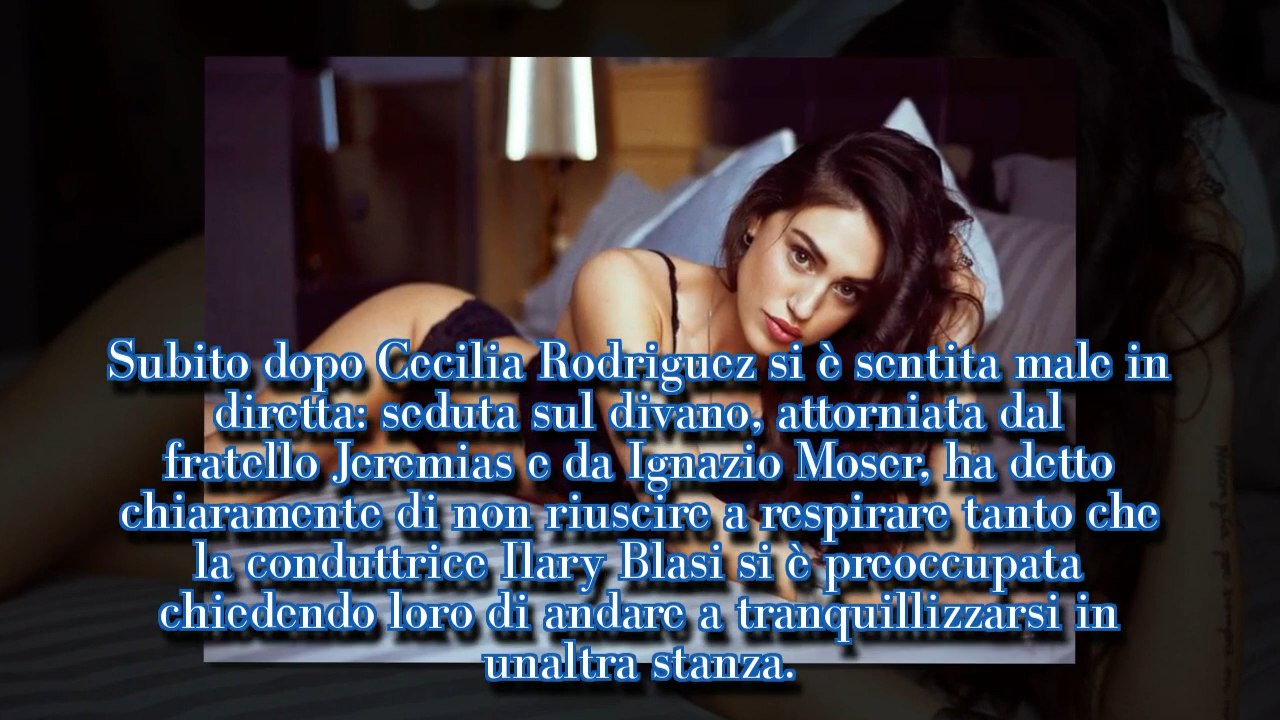 Subito dopo Cecilia Rodriguez si è sentita male in
diretta: seduta sul divano, attorniata dal
fratello Jeremias e da Ignazio Moser, ha detto
chiaramente di non riuscire a respirare tanto che
la conduttrice Ilary Blasi si è preoccupata
chiedendo loro di andare a tranquillizzarsi in
unaltra stanza.